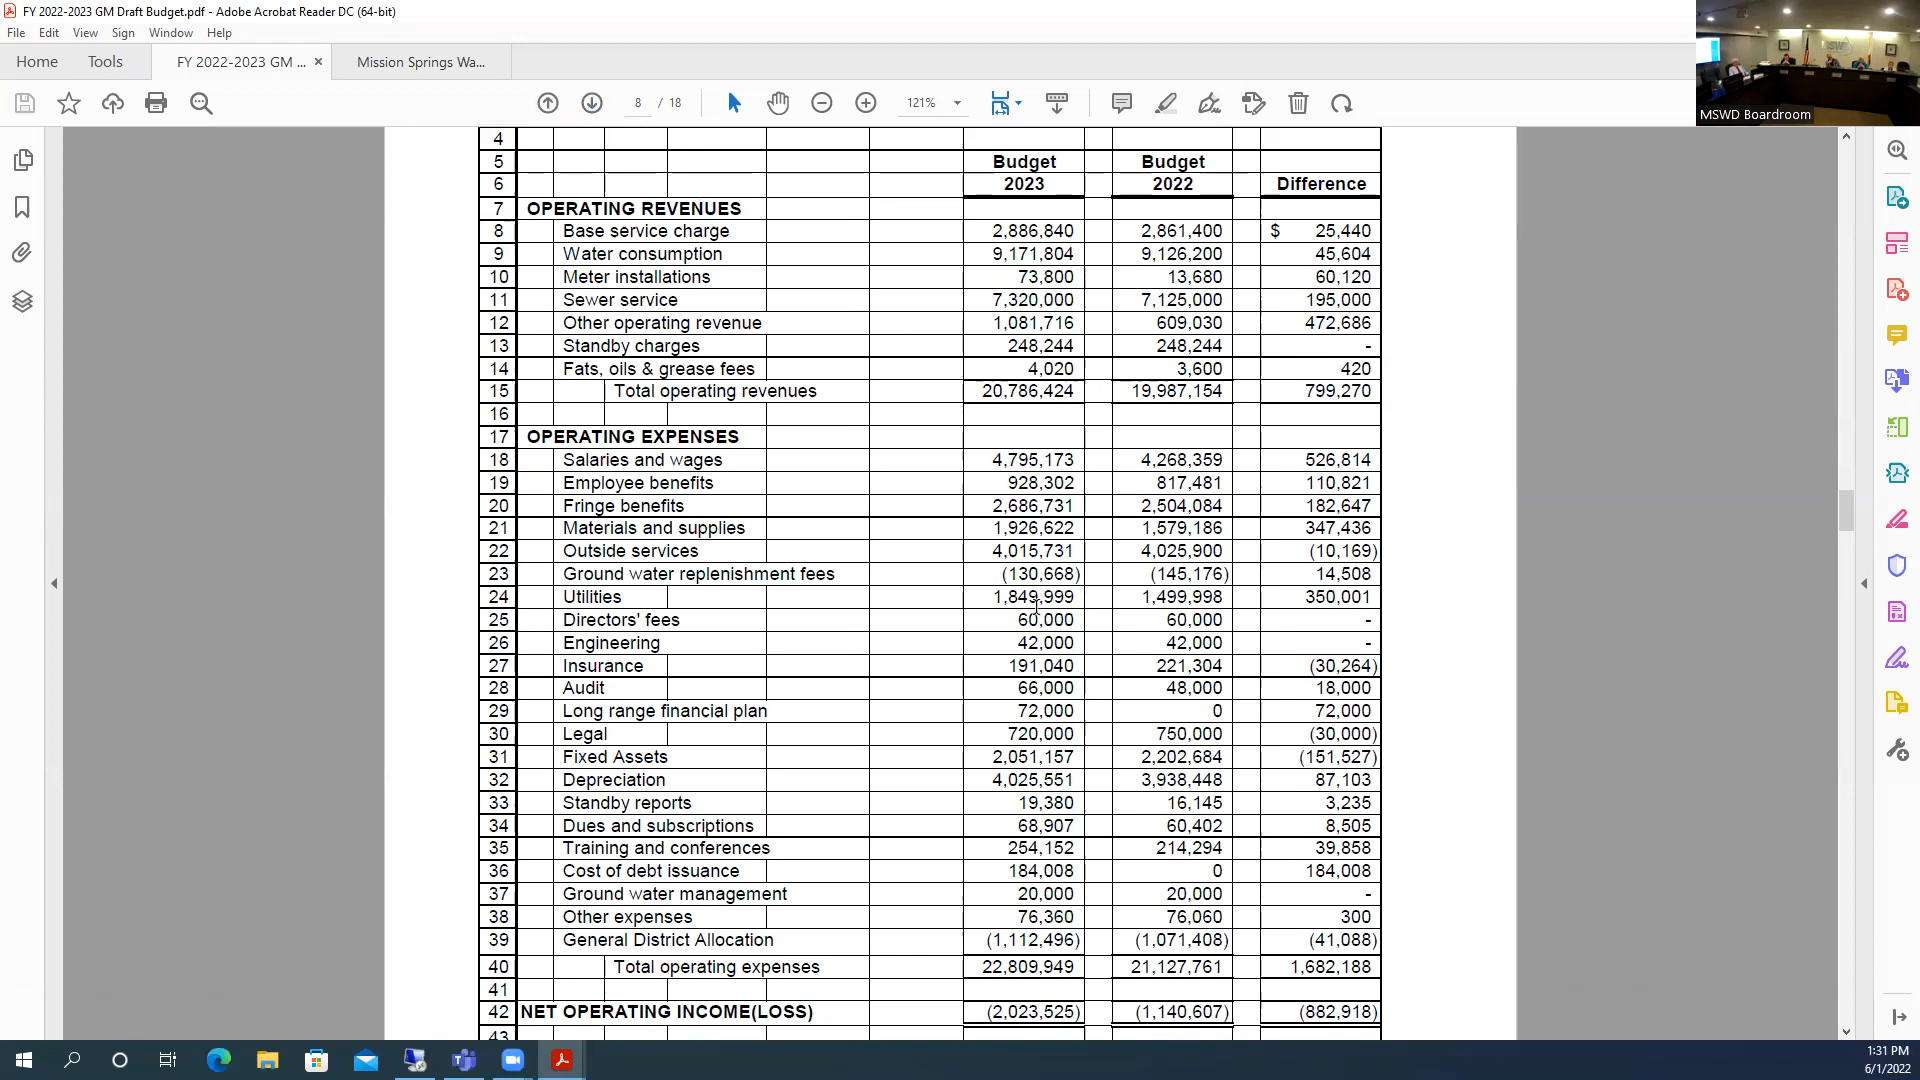 FY 2022-2023 GM Draft Budget.pdf - Adobe Acrobat Reader DC (64-bit)
File Edit View Sign Window Help
Home Tools FY 2022-2023 GM ... × Mission Springs Wa...
8 / 18 121%
MSWD Boardroom
4
5 Budget Budget
6 2023 2022 Difference
7 OPERATING REVENUES
8 Base service charge 2,886,840 2,861,400 $ 25,440
9 Water consumption 9,171,804 9,126,200 45,604
10 Meter installations 73,800 13,680 60,120
11 Sewer service 7,320,000 7,125,000 195,000
12 Other operating revenue 1,081,716 609,030 472,686
13 Standby charges 248,244 248,244 -
14 Fats, oils & grease fees 4,020 3,600 420
15 Total operating revenues 20,786,424 19,987,154 799,270
16
17 OPERATING EXPENSES
18 Salaries and wages 4,795,173 4,268,359 526,814
19 Employee benefits 928,302 817,481 110,821
20 Fringe benefits 2,686,731 2,504,084 182,647
21 Materials and supplies 1,926,622 1,579,186 347,436
22 Outside services 4,015,731 4,025,900 (10,169)
23 Ground water replenishment fees (130,668) (145,176) 14,508
24 Utilities 1,849,999 1,499,998 350,001
25 Directors' fees 60,000 60,000 -
26 Engineering 42,000 42,000 -
27 Insurance 191,040 221,304 (30,264)
28 Audit 66,000 48,000 18,000
29 Long range financial plan 72,000 0 72,000
30 Legal 720,000 750,000 (30,000)
31 Fixed Assets 2,051,157 2,202,684 (151,527)
32 Depreciation 4,025,551 3,938,448 87,103
33 Standby reports 19,380 16,145 3,235
34 Dues and subscriptions 68,907 60,402 8,505
35 Training and conferences 254,152 214,294 39,858
36 Cost of debt issuance 184,008 0 184,008
37 Ground water management 20,000 20,000 -
38 Other expenses 76,360 76,060 300
39 General District Allocation (1,112,496) (1,071,408) (41,088)
40 Total operating expenses 22,809,949 21,127,761 1,682,188
41
42 NET OPERATING INCOME(LOSS) (2,023,525) (1,140,607) (882,918)
43
1:31 PM
6/1/2022